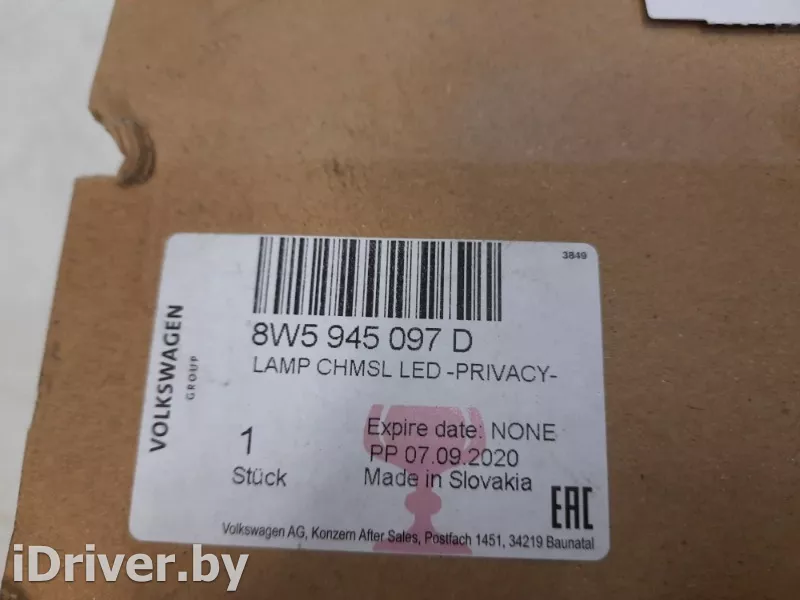 3849
8W5 945 097 D
LAMP CHMSL LED -PRIVACY-
VOLKSWAGEN
GROUP
1
Stück
Expire date: NONE
PP 07.09.2020
Made in Slovakia
EAC
Volkswagen AG, Konzern After Sales, Postfach 1451, 34219 Baunatal
iDriver.by